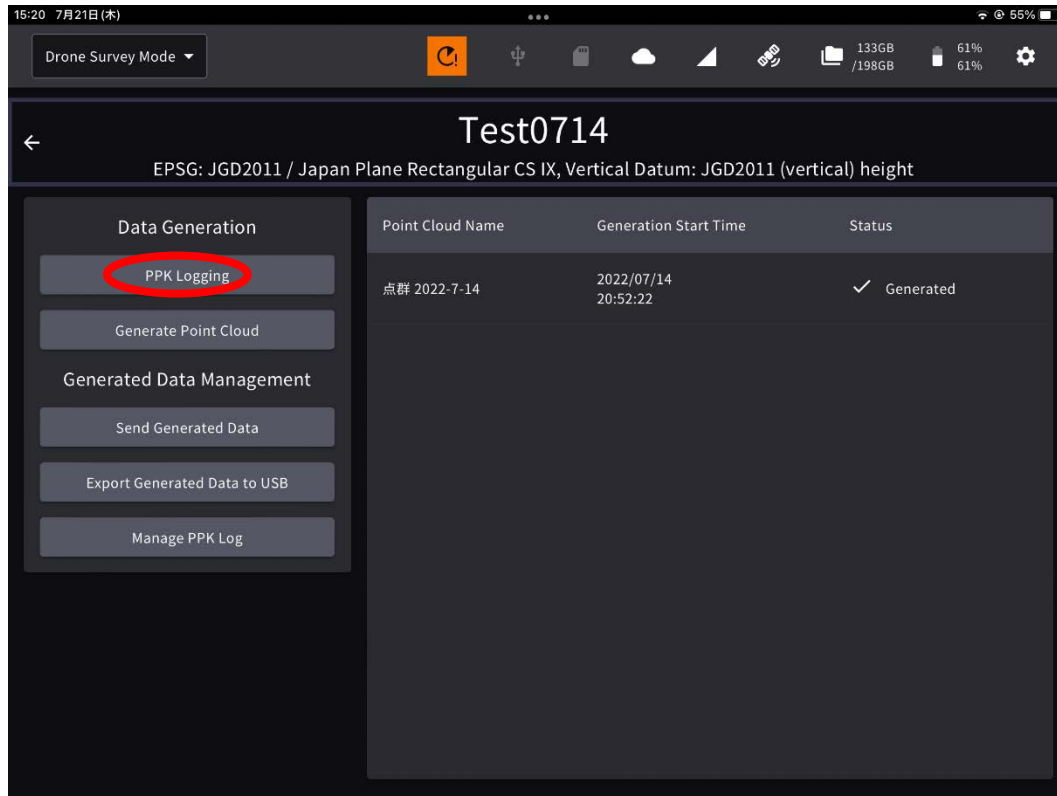 15:20 7月21日(木)
55%
Drone Survey Mode
133GB
/198GB
61%
61%
Test0714
EPSG: JGD2011 / Japan Plane Rectangular CS IX, Vertical Datum: JGD2011 (vertical) height
Data Generation
PPK Logging
Generate Point Cloud
Generated Data Management
Send Generated Data
Export Generated Data to USB
Manage PPK Log
Point Cloud Name
Generation Start Time
Status
点群 2022-7-14
2022/07/14
20:52:22
Generated